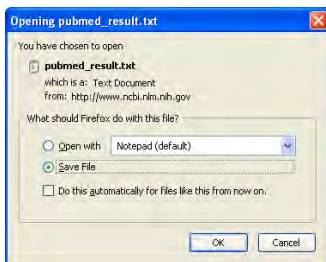 Opening pubmed_result.txt
You have chosen to open
pubmed_result.txt
which is a: Text Document
from: http://www.ncbi.nlm.nih.gov
What should Firefox do with this file?
Open with Notepad (default)
Save File
Do this automatically for files like this from now on.
OK Cancel